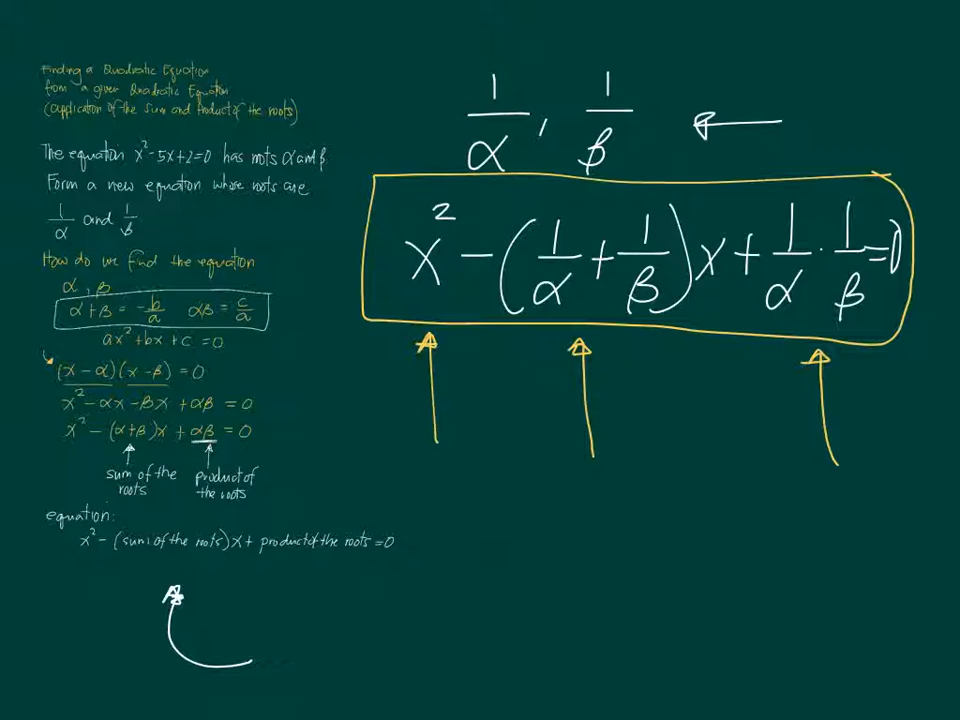 Finding a Quadratic Equation
from a given Quadratic Equation
(application of the sum and product of the roots)
The equation x²-5x+2=0 has roots α and β
Form a new equation whose roots are
1/α and 1/β
How do we find the equation
α, β
α+β = -b/a αβ = c/a
ax²+bx+c=0
(x-α)(x-β)=0
x²-αx-βx+αβ=0
x²-(α+β)x+αβ=0
sum of the roots
product of the roots
equation:
x²-(sum of the roots)x+product of the roots=0
1/α, 1/β
x²-(1/α+1/β)x+1/α·1/β=0